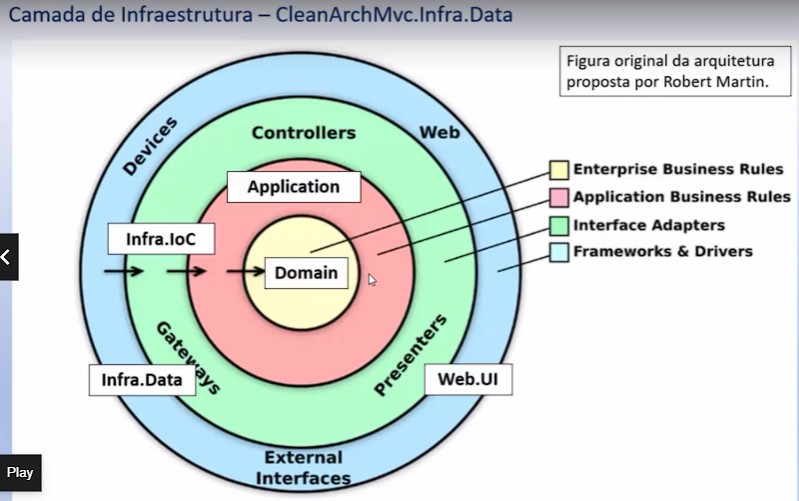 Camada de Infraestrutura – CleanArchMvc.Infra.Data
Figura original da arquitetura
proposta por Robert Martin.
Devices
Controllers
Web
Application
Enterprise Business Rules
Application Business Rules
Interface Adapters
Frameworks & Drivers
Infra.IoC
Domain
Gateways
Presenters
Infra.Data
Web.UI
External
Interfaces
Play